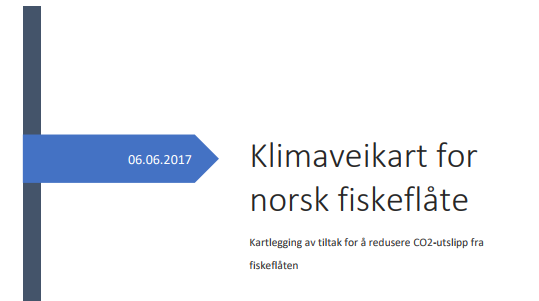 06.06.2017
Klimaveikart for
norsk fiskeflåte
Kartlegging av tiltak for å redusere CO2-utslipp fra
fiskeflåten